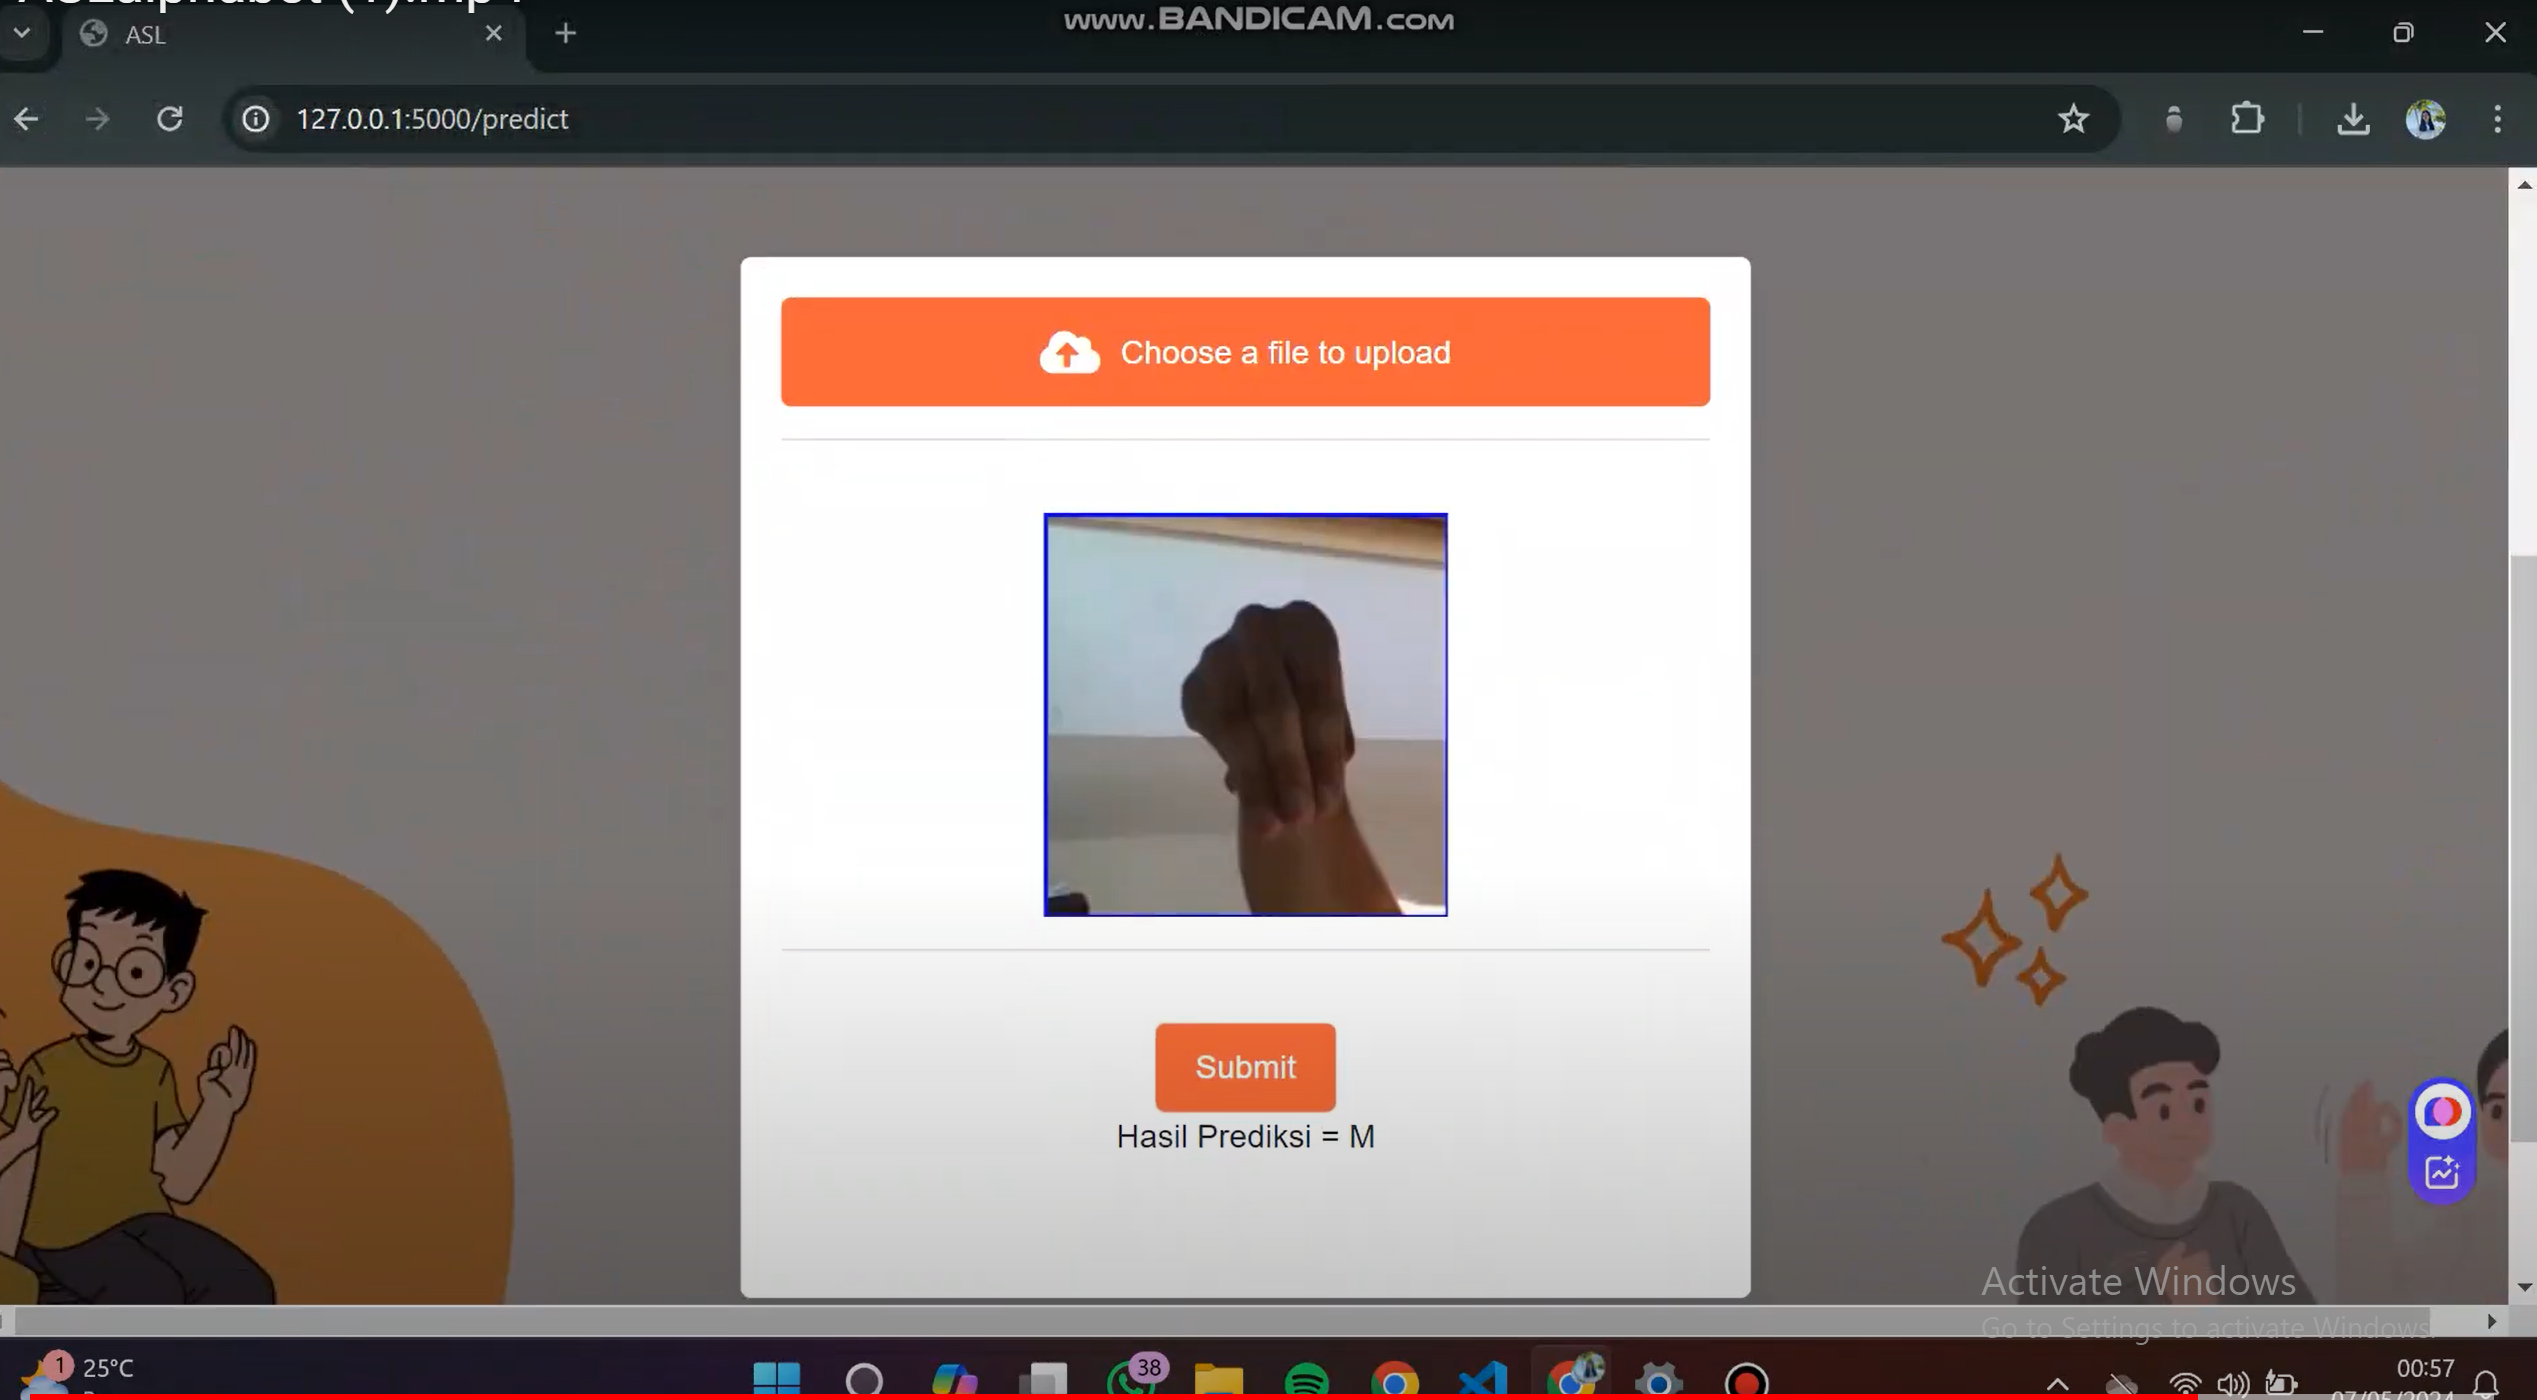 www.BANDICAM.com
ASL
127.0.0.1:5000/predict
Choose a file to upload
Submit
Hasil Prediksi = M
Activate Windows
Go to Settings to activate Windows.
1
25°C
38
00:57